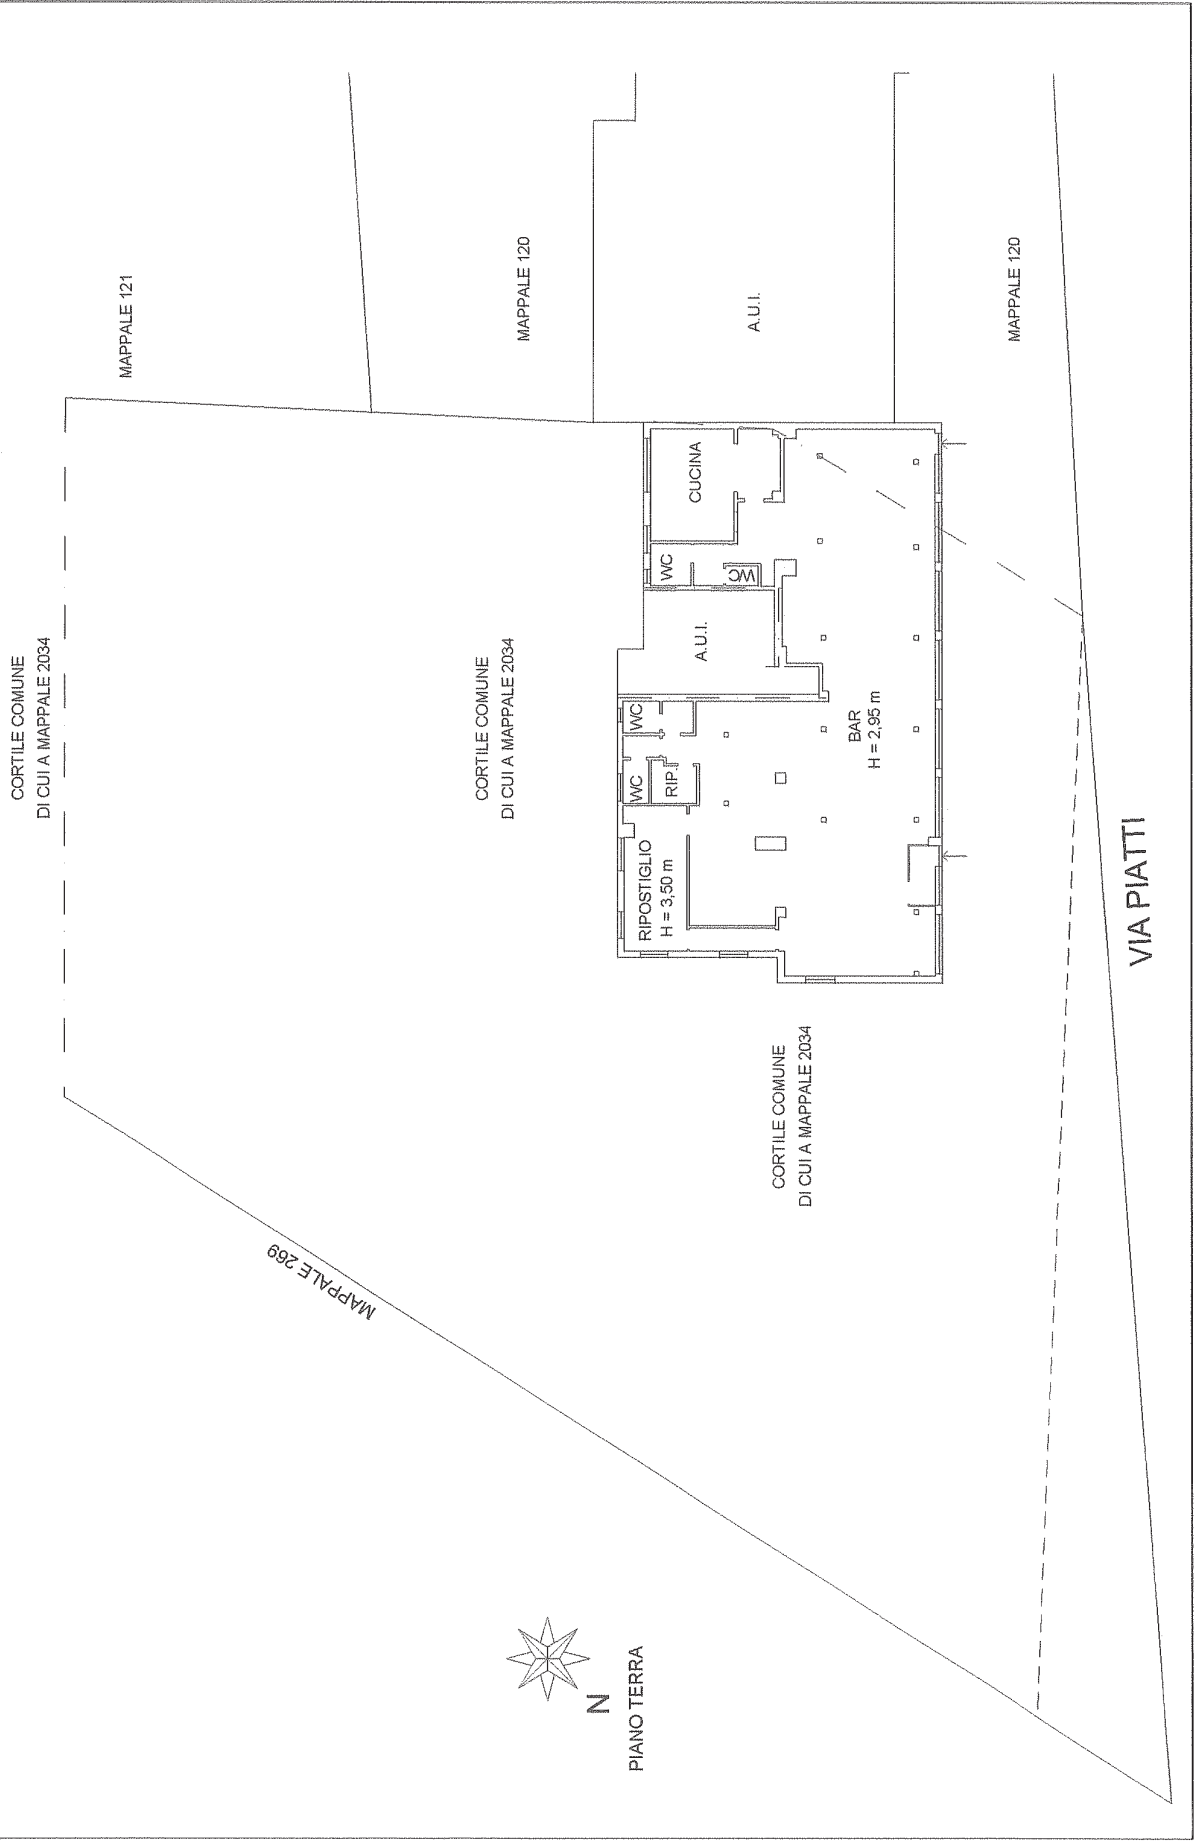 CORTILE COMUNE
DI CUI A MAPPALE 2034
MAPPALE 121
MAPPALE 269
CORTILE COMUNE
DI CUI A MAPPALE 2034
MAPPALE 120
N
PIANO TERRA
RIPOSTIGLIO
H = 3,50 m
WC
RIP.
WC
A.U.I.
WC
WC
CUCINA
A.U.I.
CORTILE COMUNE
DI CUI A MAPPALE 2034
BAR
H = 2,95 m
MAPPALE 120
VIA PIATTI